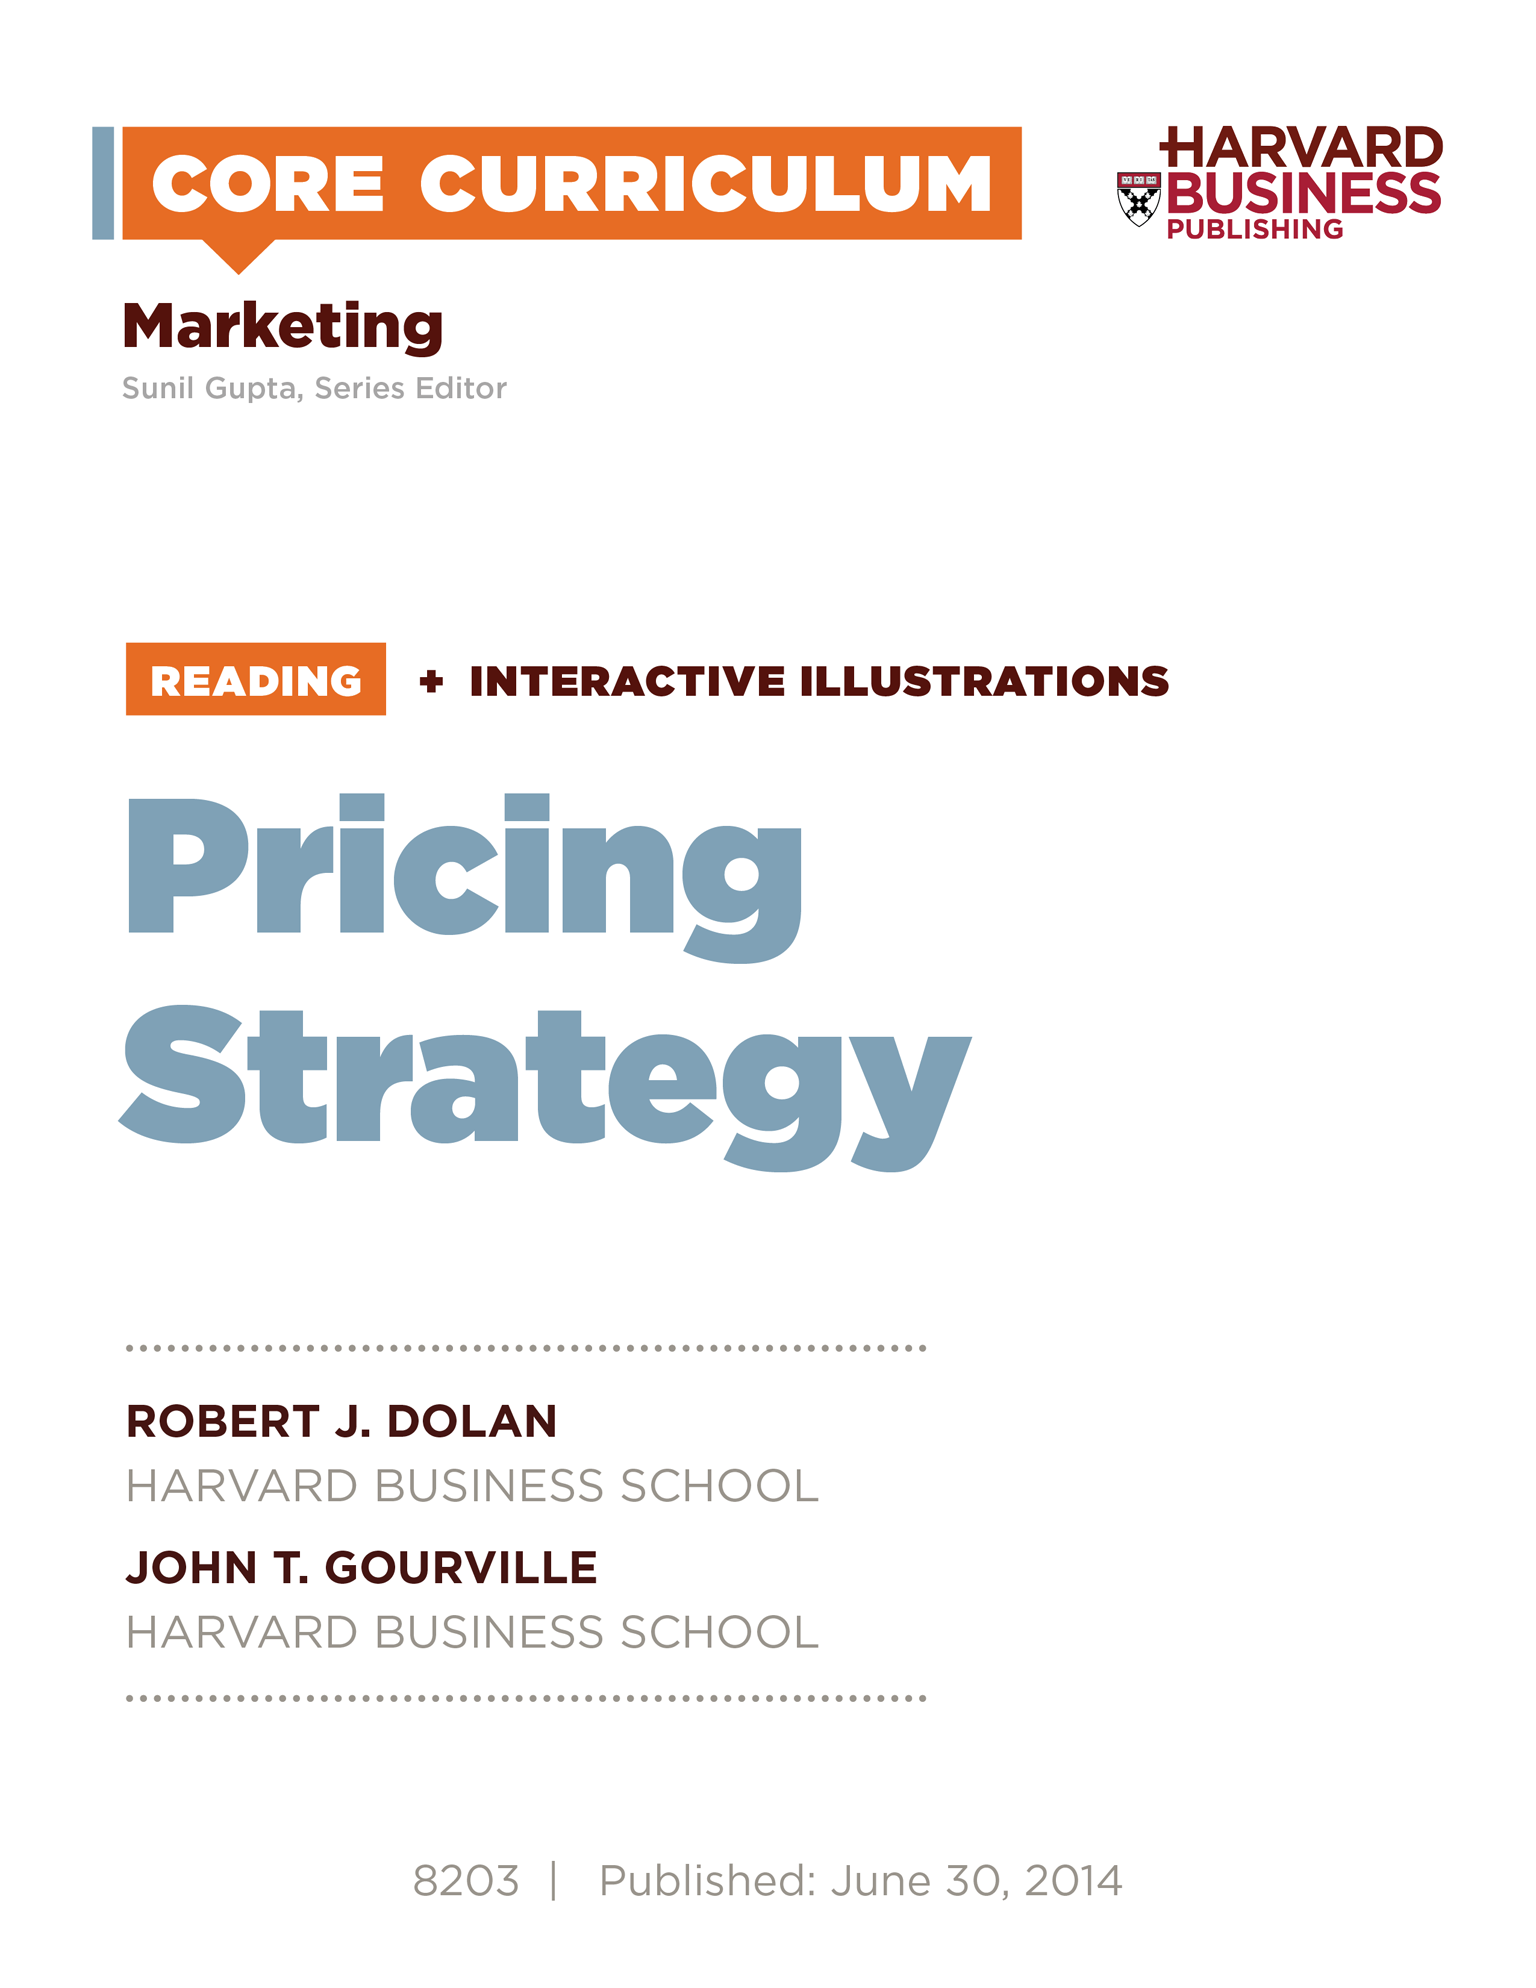 CORE CURRICULUM
HARVARD
BUSINESS
PUBLISHING
Marketing
Sunil Gupta, Series Editor
READING + INTERACTIVE ILLUSTRATIONS
Pricing
Strategy
ROBERT J. DOLAN
HARVARD BUSINESS SCHOOL
JOHN T. GOURVILLE
HARVARD BUSINESS SCHOOL
8203 | Published: June 30, 2014